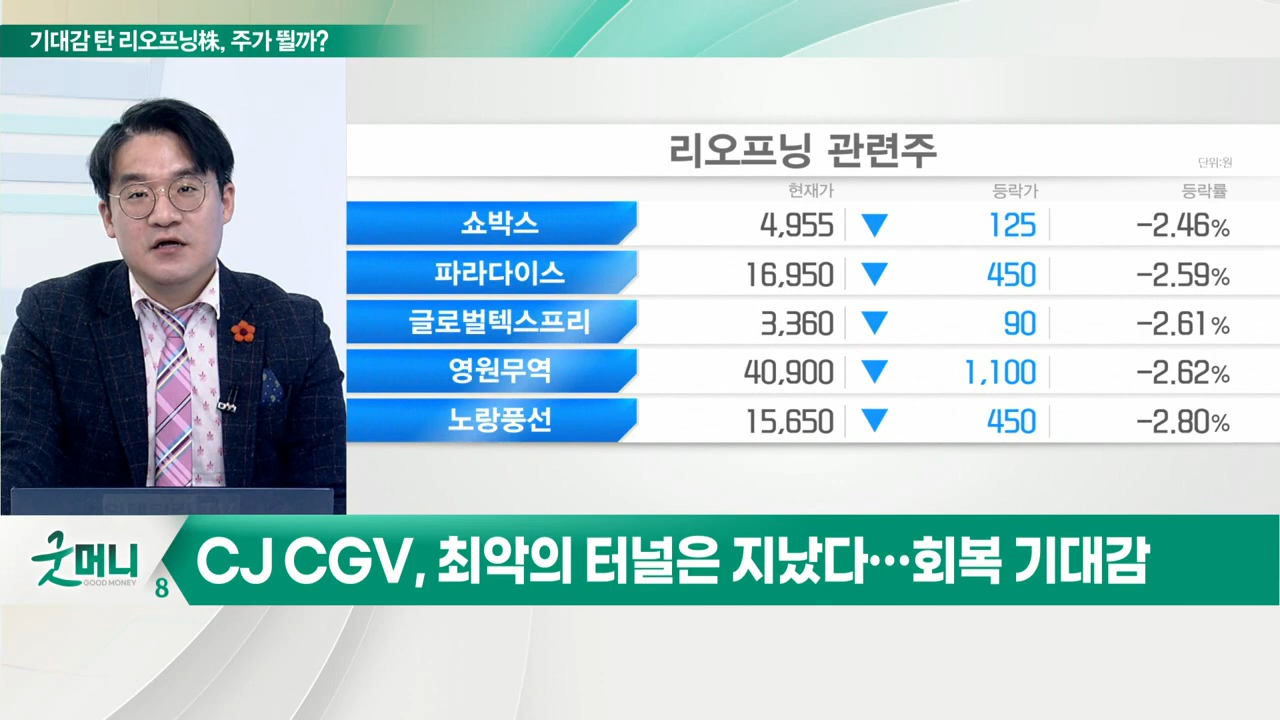 기대감 탄 리오프닝株, 주가 뛸까?
리오프닝 관련주
단위:원
현재가 등락가 등락률
쇼박스 4,955 ▼ 125 -2.46%
파라다이스 16,950 ▼ 450 -2.59%
글로벌텍스프리 3,360 ▼ 90 -2.61%
영원무역 40,900 ▼ 1,100 -2.62%
노랑풍선 15,650 ▼ 450 -2.80%
굿머니
GOOD MONEY
8
CJ CGV, 최악의 터널은 지났다…회복 기대감